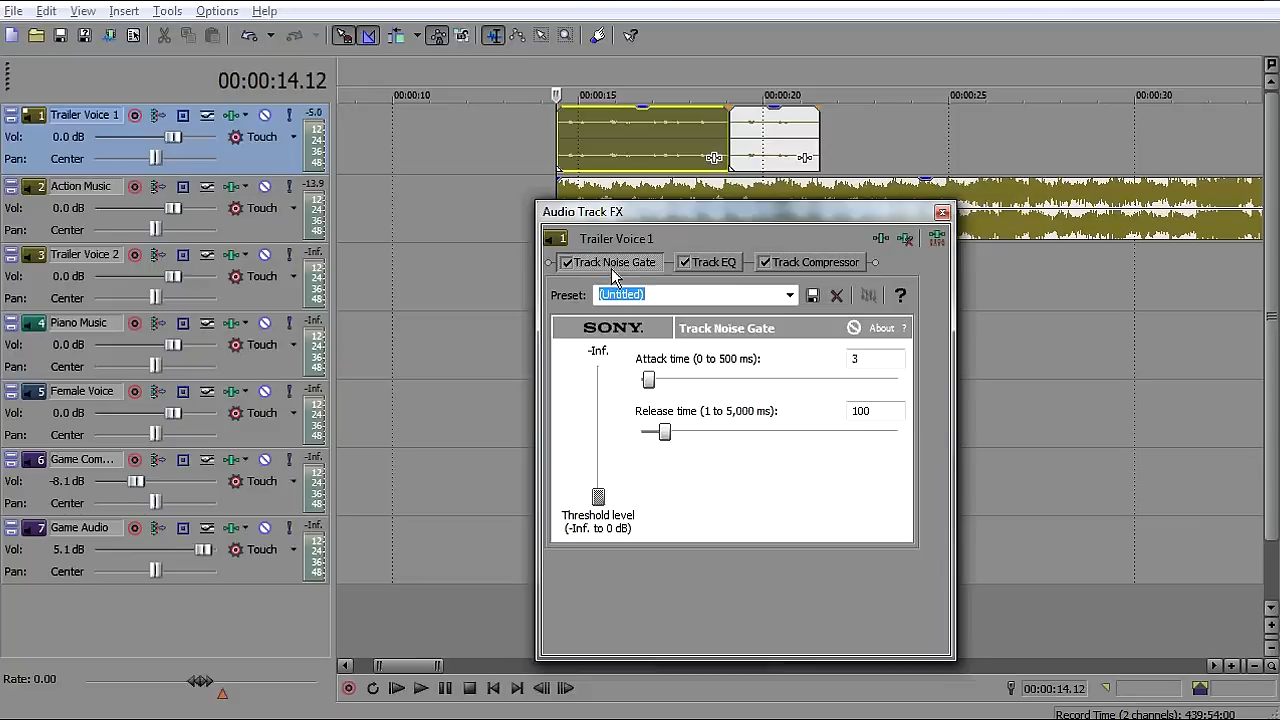 File Edit View Insert Tools Options Help
00:00:14.12
00:00:10 00:00:15 00:00:20 00:00:25 00:00:30
1 Trailer Voice 1 -5.0
Vol: 0.0 dB Touch 12 24 36 48
Pan: Center
2 Action Music -13.9
Vol: 0.0 dB Touch 12 24 36 48
Pan: Center
3 Trailer Voice 2 -Inf.
Vol: 0.0 dB Touch 12 24 36 48
Pan: Center
4 Piano Music -Inf.
Vol: 0.0 dB Touch 12 24 36 48
Pan: Center
5 Female Voice -Inf.
Vol: 0.0 dB Touch 12 24 36 48
Pan: Center
6 Game Com... -Inf.
Vol: -8.1 dB Touch 12 24 36 48
Pan: Center
7 Game Audio -Inf.
Vol: 5.1 dB Touch 12 24 36 48
Pan: Center
Audio Track FX
1 Trailer Voice 1
Track Noise Gate Track EQ Track Compressor
Preset: (Untitled) ?
SONY. Track Noise Gate About ?
-Inf.
Attack time (0 to 500 ms): 3
Release time (1 to 5,000 ms): 100
Threshold level
(-Inf. to 0 dB)
Rate: 0.00
00:00:14.12
Record Time (2 channels): 439:54:00